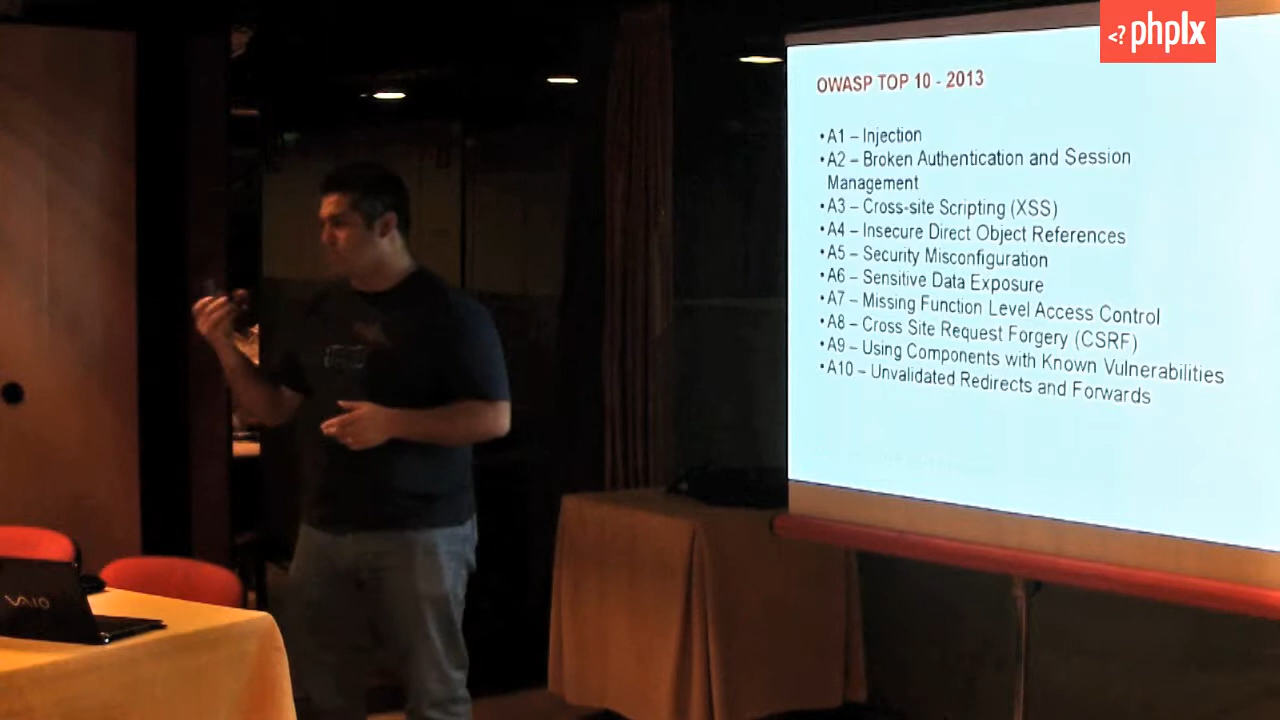 <? phplx
OWASP TOP 10 - 2013
• A1 – Injection
• A2 – Broken Authentication and Session
Management
• A3 – Cross-site Scripting (XSS)
• A4 – Insecure Direct Object References
• A5 – Security Misconfiguration
• A6 – Sensitive Data Exposure
• A7 – Missing Function Level Access Control
• A8 – Cross Site Request Forgery (CSRF)
• A9 – Using Components with Known Vulnerabilities
• A10 – Unvalidated Redirects and Forwards
VAIO